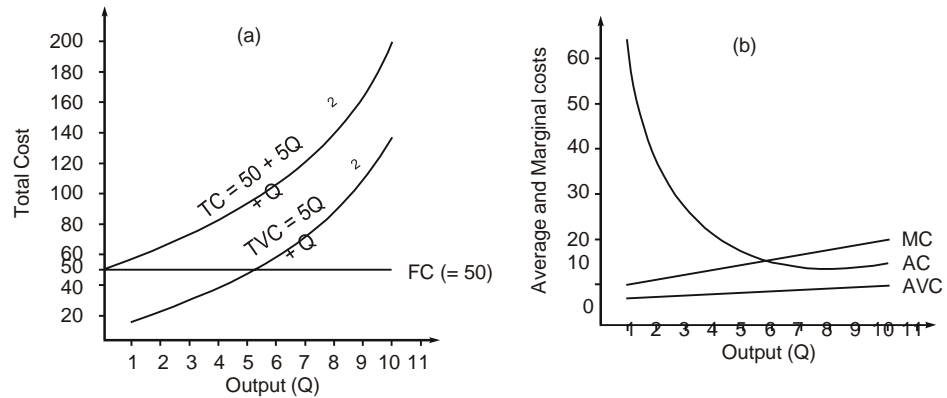 (a)
Total Cost
200
180
160
140
120
100
80
60
50
40
20
TC = 50 + 5Q
+ Q
2
TVC = 5Q
+ Q
2
FC (= 50)
1 2 3 4 5 6 7 8 9 10 11
Output (Q)
(b)
Average and Marginal costs
60
50
40
30
20
10
0
MC
AC
AVC
1 2 3 4 5 6 7 8 9 10 11
Output (Q)